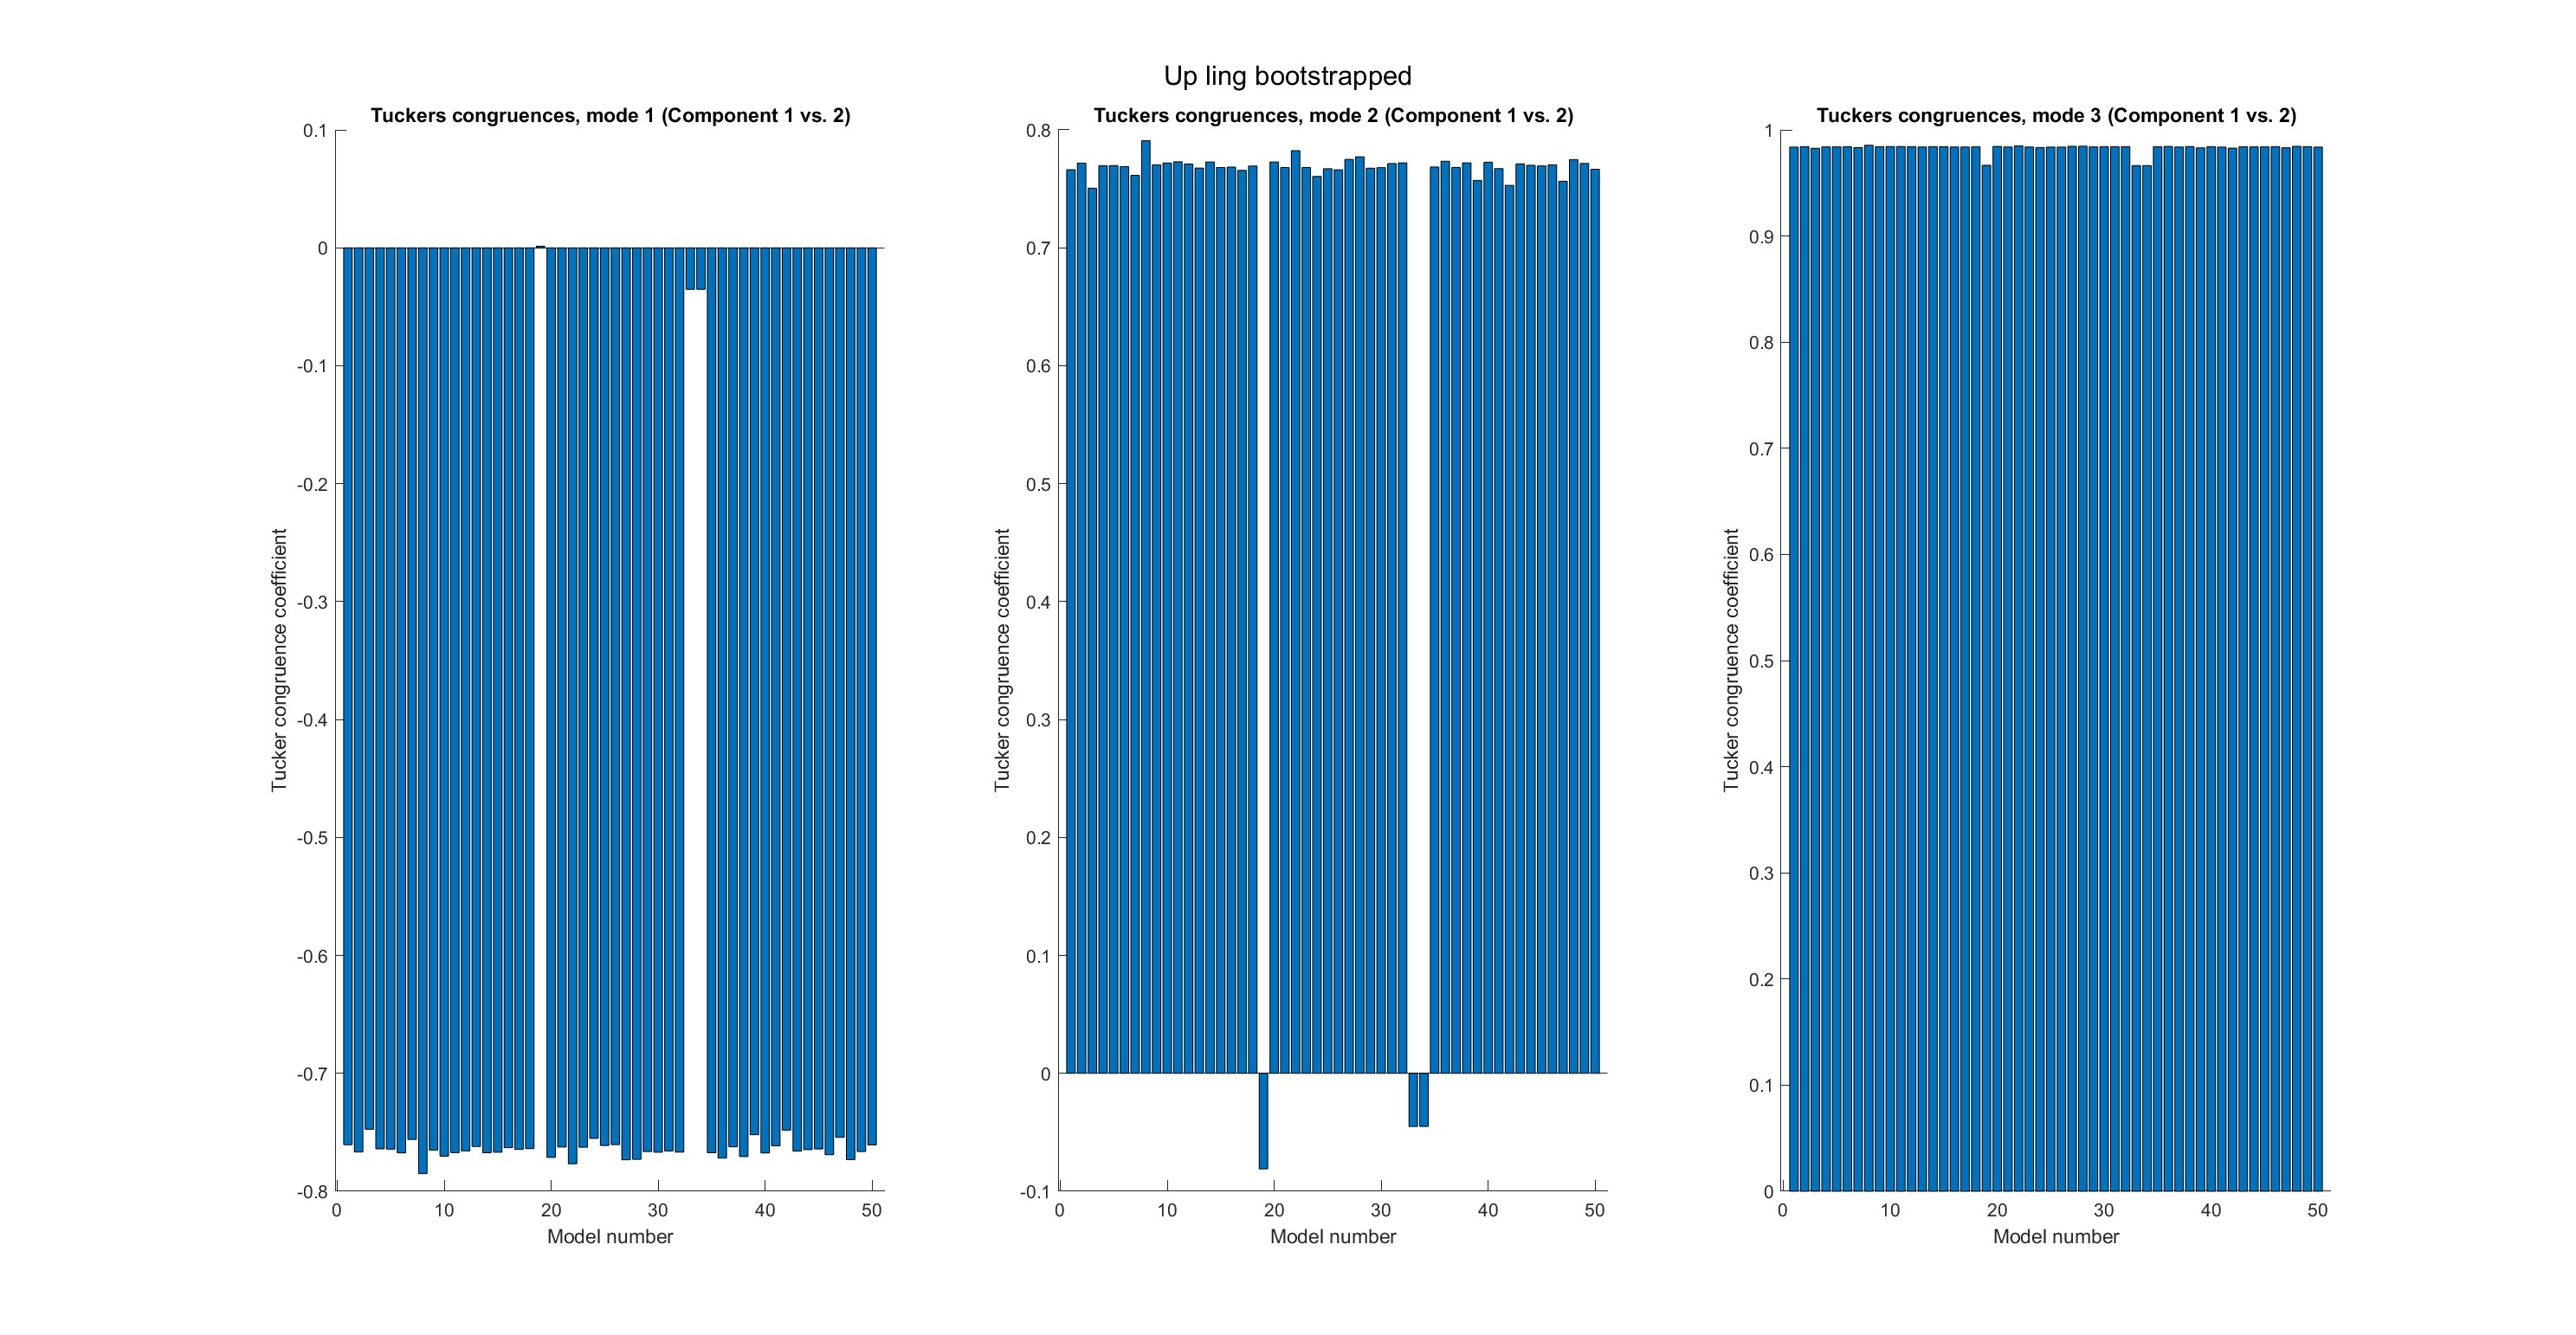 Up ling bootstrapped
Tuckers congruences, mode 1 (Component 1 vs. 2)
0.1
0
-0.1
-0.2
-0.3
-0.4
-0.5
-0.6
-0.7
-0.8
Tucker congruence coefficient
0 10 20 30 40 50
Model number
Tuckers congruences, mode 2 (Component 1 vs. 2)
0.8
0.7
0.6
0.5
0.4
0.3
0.2
0.1
0
-0.1
Tucker congruence coefficient
0 10 20 30 40 50
Model number
Tuckers congruences, mode 3 (Component 1 vs. 2)
1
0.9
0.8
0.7
0.6
0.5
0.4
0.3
0.2
0.1
0
Tucker congruence coefficient
0 10 20 30 40 50
Model number